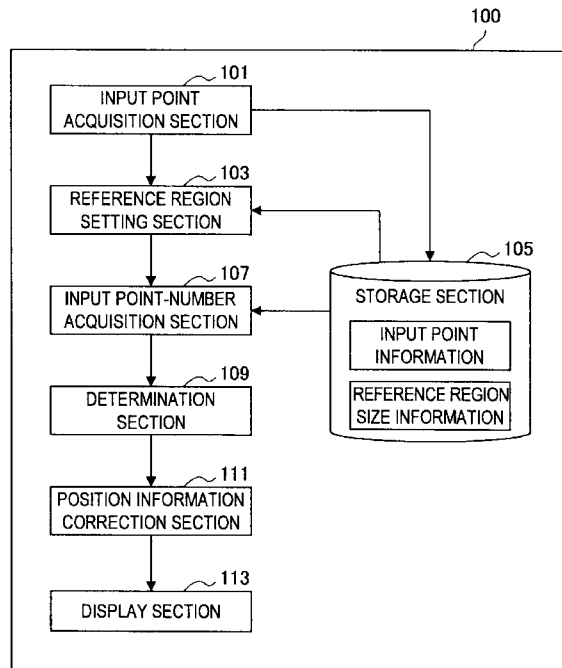 100
101
INPUT POINT
ACQUISITION SECTION
103
REFERENCE REGION
SETTING SECTION
105
STORAGE SECTION
INPUT POINT
INFORMATION
REFERENCE REGION
SIZE INFORMATION
107
INPUT POINT-NUMBER
ACQUISITION SECTION
109
DETERMINATION
SECTION
111
POSITION INFORMATION
CORRECTION SECTION
113
DISPLAY SECTION